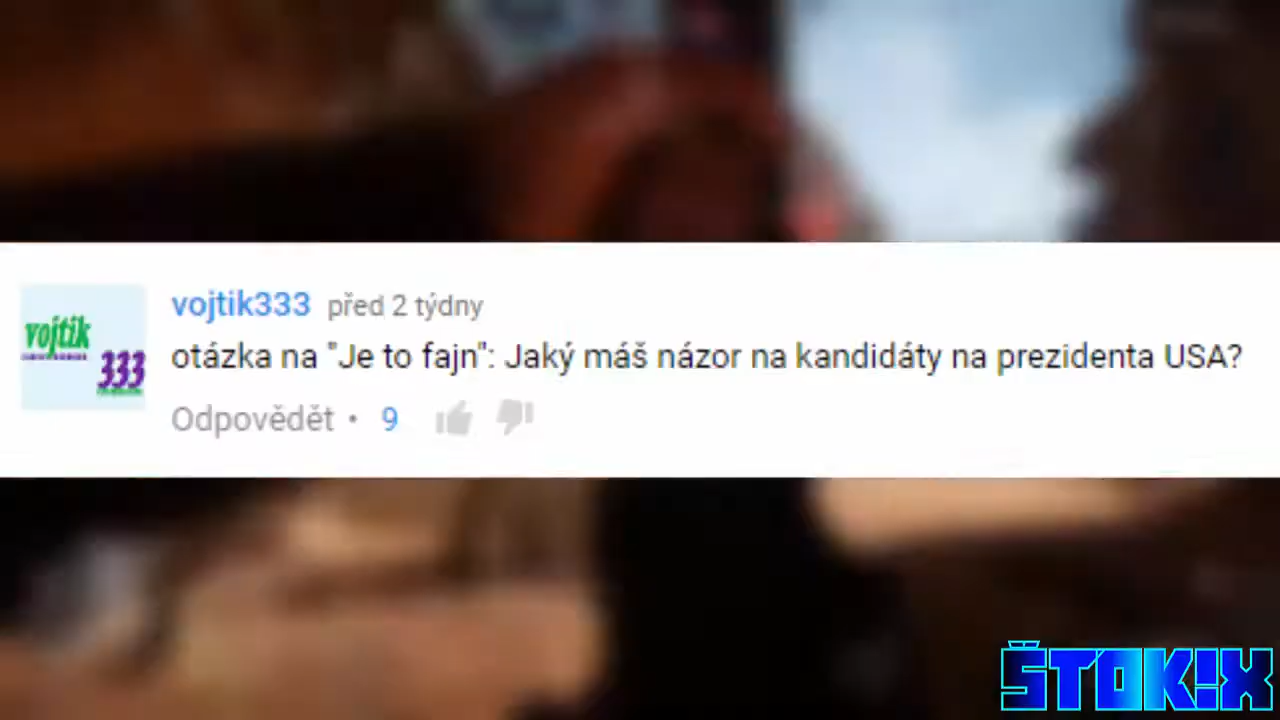 vojtik333 před 2 týdny
otázka na "Je to fajn": Jaký máš názor na kandidáty na prezidenta USA?
Odpovědět • 9
vojtik
333
ŠTOK!X